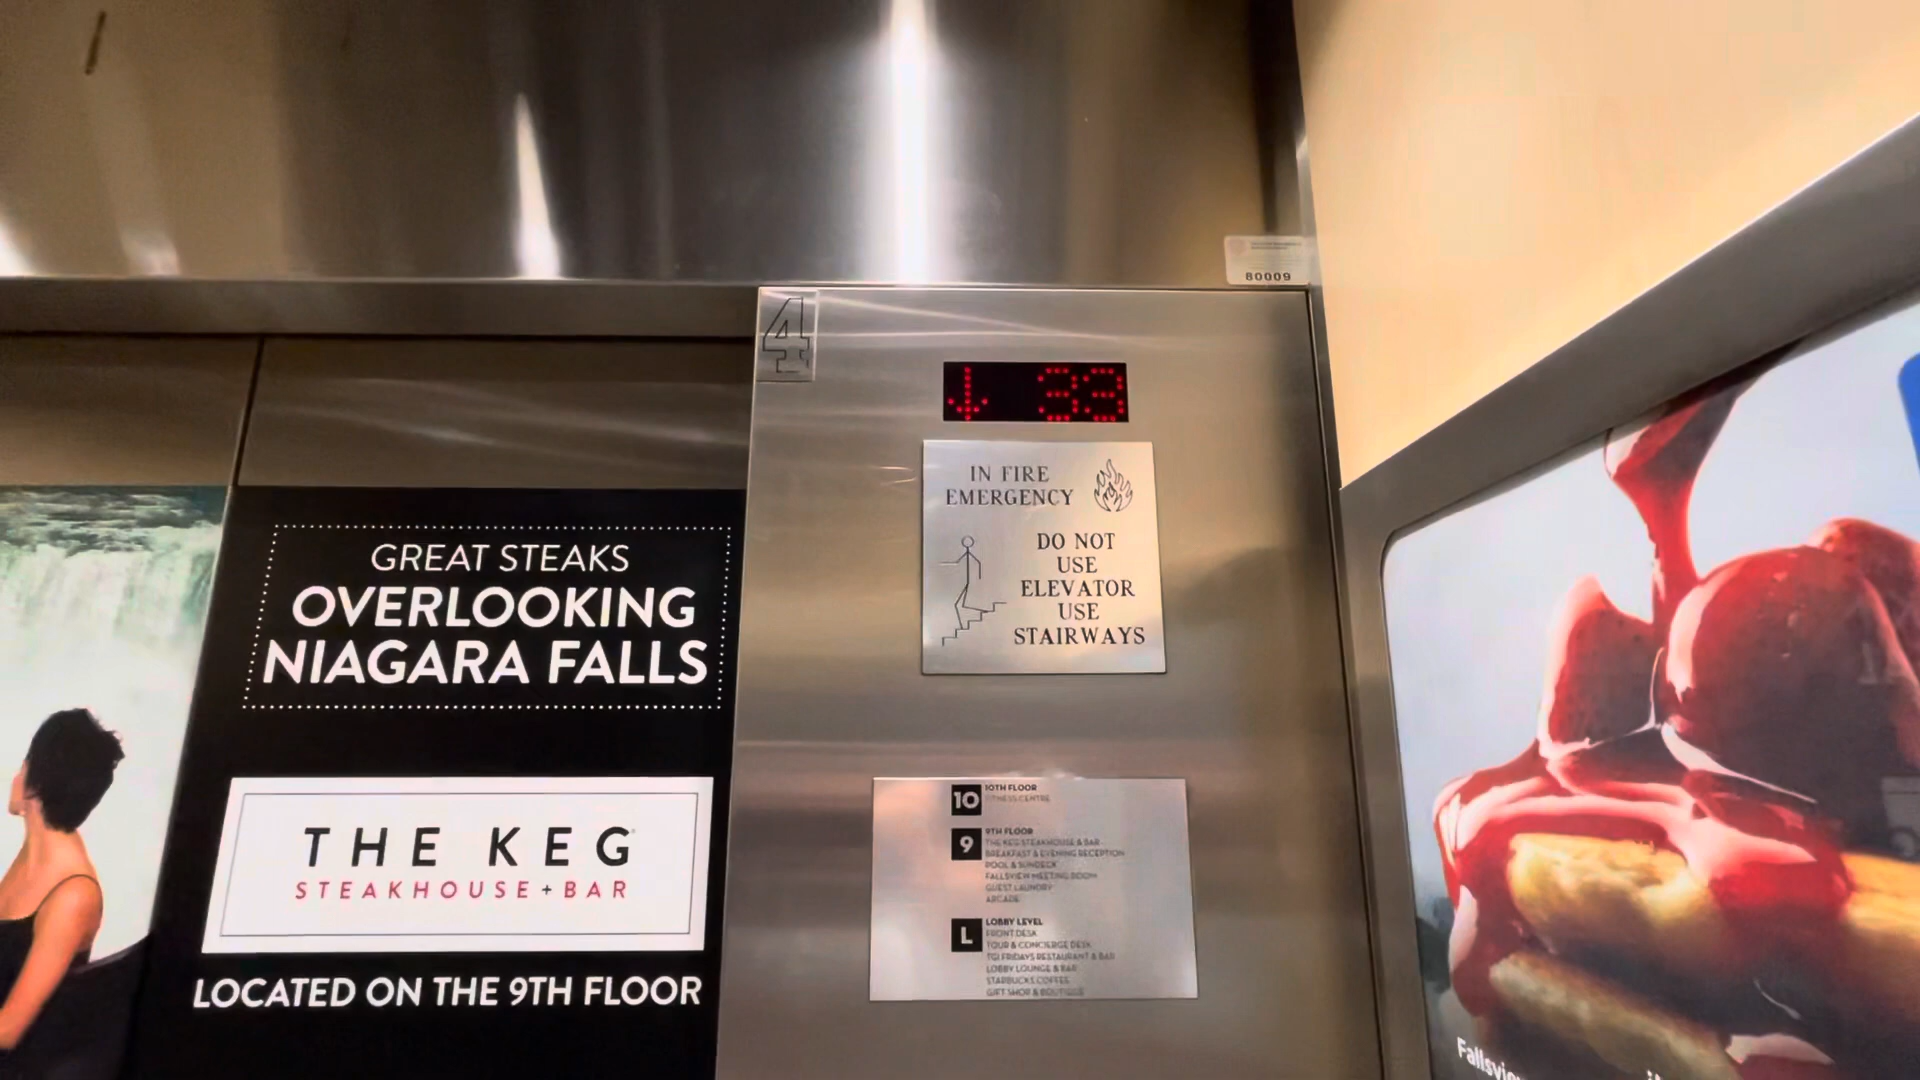 80009
4
↓ 33
IN FIRE
EMERGENCY
DO NOT
USE
ELEVATOR
USE
STAIRWAYS
GREAT STEAKS
OVERLOOKING
NIAGARA FALLS
THE KEG
STEAKHOUSE+BAR
LOCATED ON THE 9TH FLOOR
10
10TH FLOOR
FITNESS CENTRE
9
9TH FLOOR
THE KEG STEAKHOUSE & BAR
BREAKFAST & EVENING RECEPTION
POOL & SUNDECK
FALLSVIEW MEETING ROOM
GUEST LAUNDRY
ARCADE
L
LOBBY LEVEL
FRONT DESK
TOUR & CONCIERGE DESK
TGI FRIDAYS RESTAURANT & BAR
LOBBY LOUNGE & BAR
STARBUCKS COFFEE
GIFT SHOP & BOUTIQUE